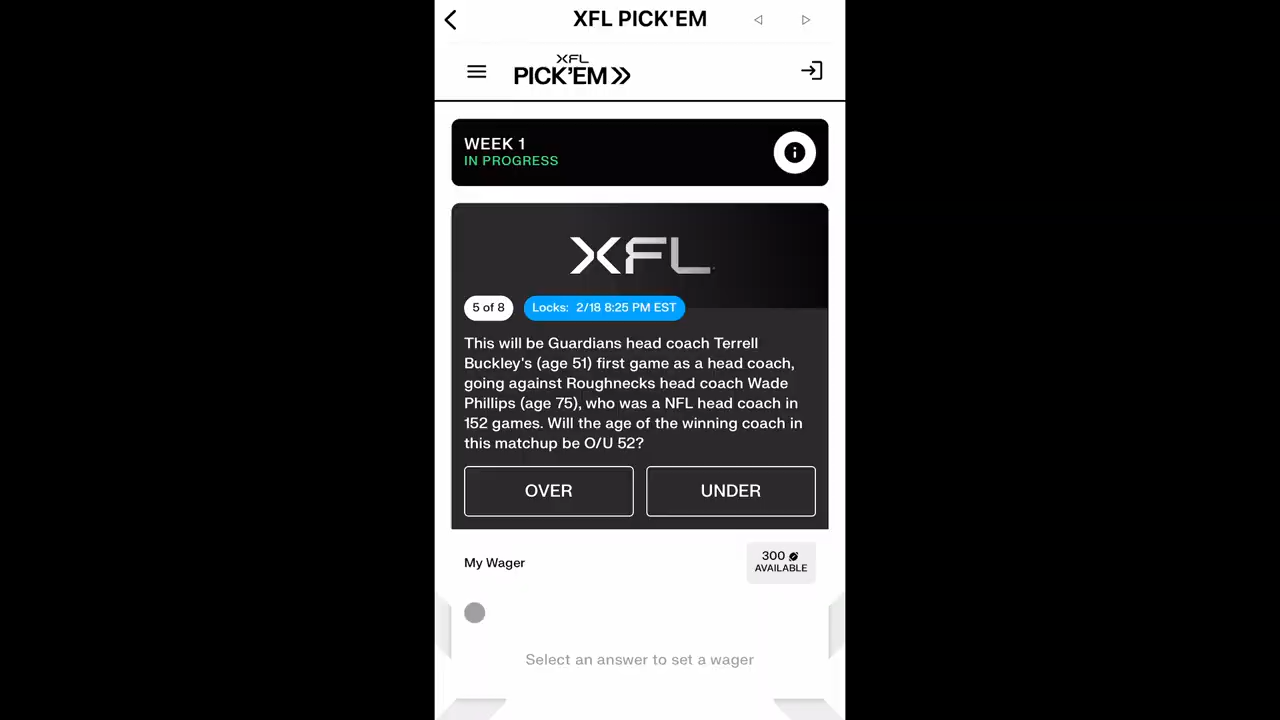 XFL PICK'EM
XFL
PICK'EM
WEEK 1
IN PROGRESS
XFL
5 of 8
Locks: 2/18 8:25 PM EST
This will be Guardians head coach Terrell
Buckley's (age 51) first game as a head coach,
going against Roughnecks head coach Wade
Phillips (age 75), who was a NFL head coach in
152 games. Will the age of the winning coach in
this matchup be O/U 52?
OVER
UNDER
My Wager
300
AVAILABLE
Select an answer to set a wager